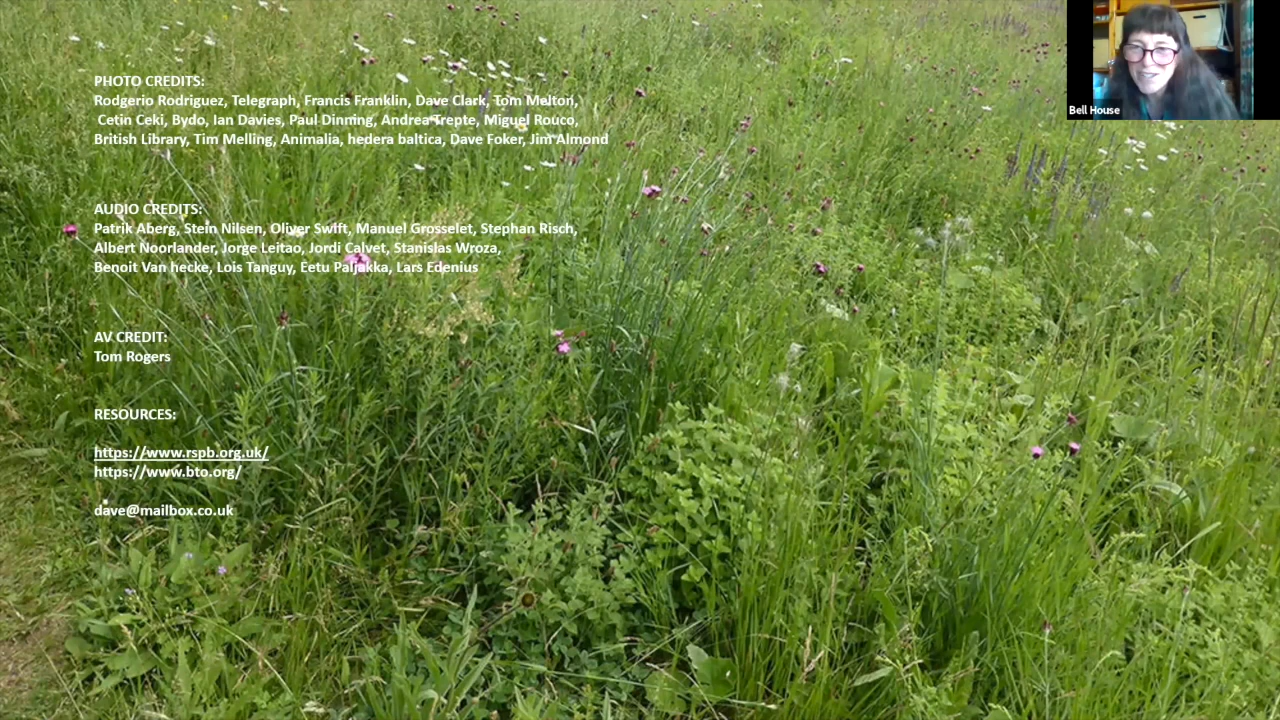 PHOTO CREDITS:
Rodgerio Rodriguez, Telegraph, Francis Franklin, Dave Clark, Tom Melton,
Cetin Ceki, Bydo, Ian Davies, Paul Dinning, Andrea Trepte, Miguel Rouco,
British Library, Tim Melling, Animalia, hedera baltica, Dave Foker, Jim Almond
AUDIO CREDITS:
Patrik Aberg, Stein Nilsen, Oliver Swift, Manuel Grosselet, Stephan Risch,
Albert Noorlander, Jorge Leitao, Jordi Calvet, Stanislas Wroza,
Benoit Van hecke, Lois Tanguy, Eetu Paljakka, Lars Edenius
AV CREDIT:
Tom Rogers
RESOURCES:
https://www.rspb.org.uk/
https://www.bto.org/
dave@mailbox.co.uk
Bell House